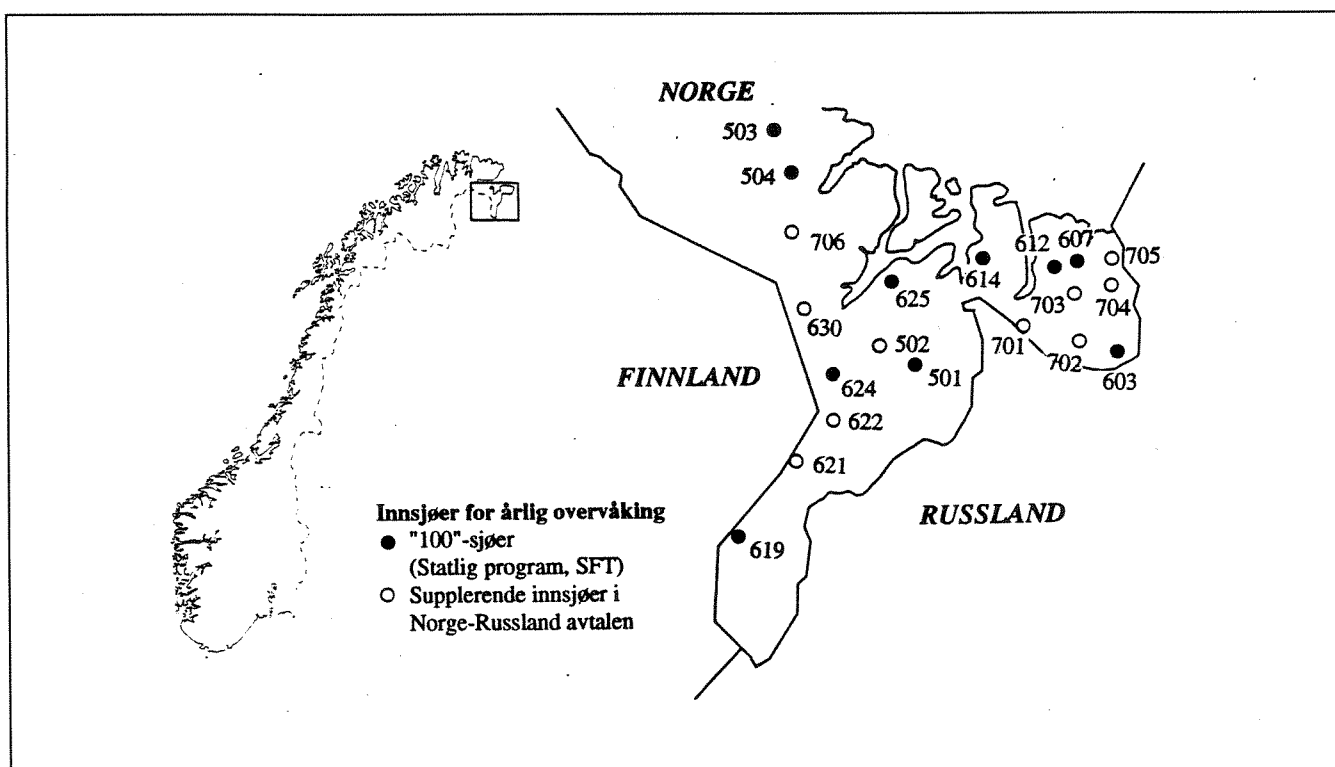 NORGE
503
504
706
612 607
705
614
625
703
704
630
701
702
603
502
501
FINNLAND
624
622
621
RUSSLAND
619
Innsjøer for årlig overvåking
"100"-sjøer
(Statlig program, SFT)
Supplerende innsjøer i
Norge-Russland avtalen